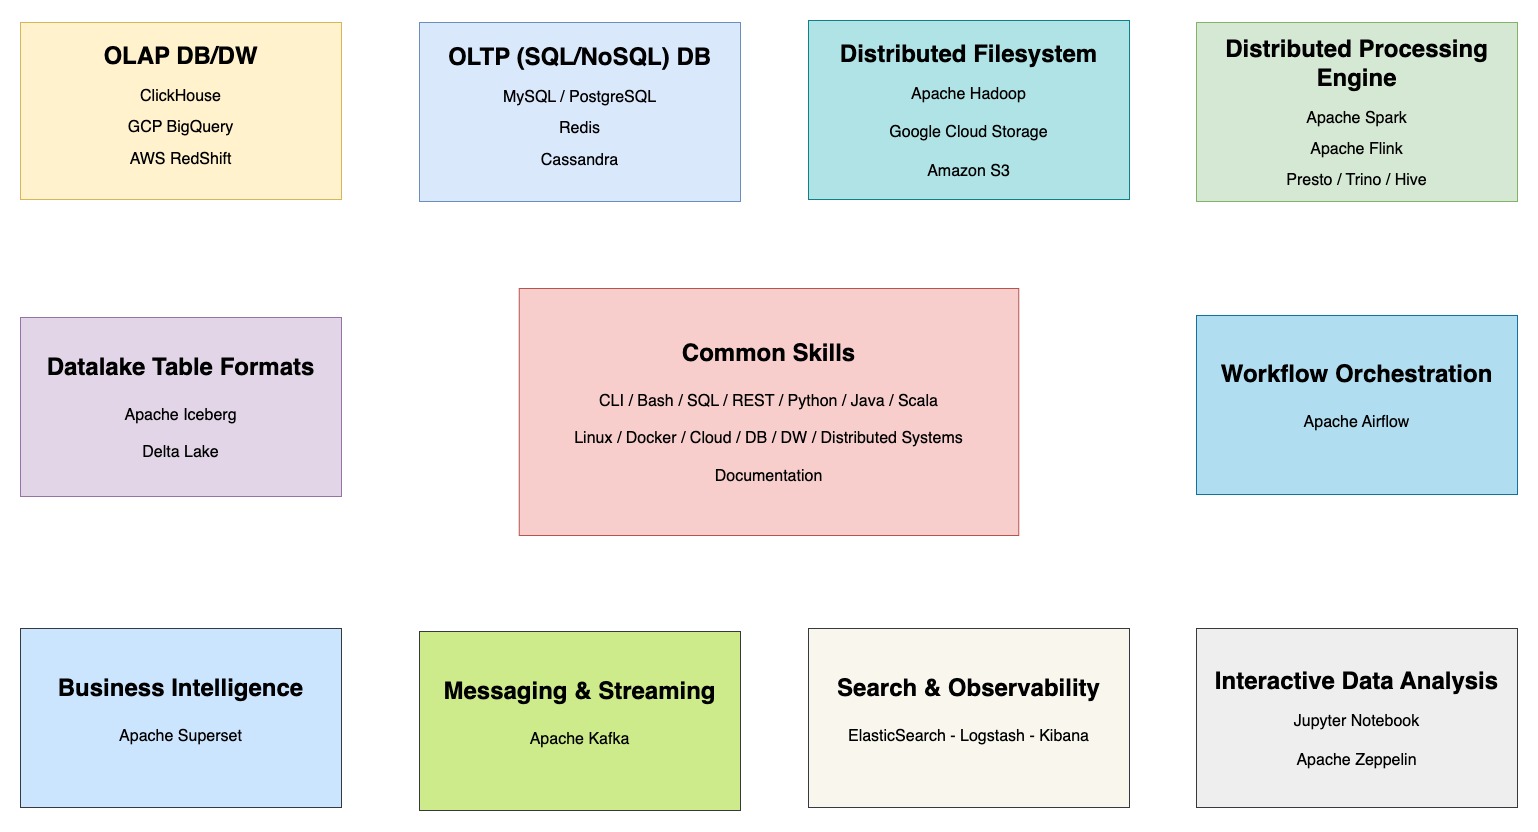 OLAP DB/DW
ClickHouse
GCP BigQuery
AWS RedShift
OLTP (SQL/NoSQL) DB
MySQL / PostgreSQL
Redis
Cassandra
Distributed Filesystem
Apache Hadoop
Google Cloud Storage
Amazon S3
Distributed Processing
Engine
Apache Spark
Apache Flink
Presto / Trino / Hive
Datalake Table Formats
Apache Iceberg
Delta Lake
Common Skills
CLI / Bash / SQL / REST / Python / Java / Scala
Linux / Docker / Cloud / DB / DW / Distributed Systems
Documentation
Workflow Orchestration
Apache Airflow
Business Intelligence
Apache Superset
Messaging & Streaming
Apache Kafka
Search & Observability
ElasticSearch - Logstash - Kibana
Interactive Data Analysis
Jupyter Notebook
Apache Zeppelin